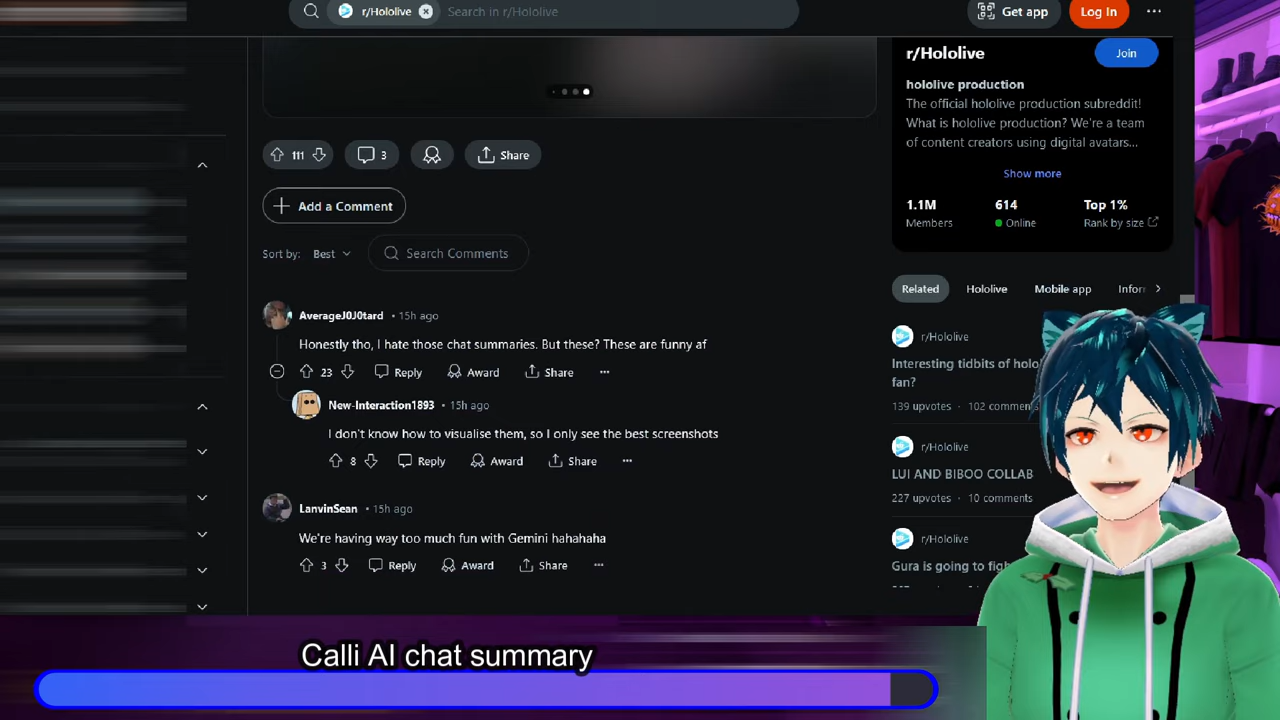 r/Hololive
Search in r/Hololive
Get app
Log In
111
3
Share
Add a Comment
Sort by:
Best
Search Comments
AverageJ0J0tard • 15h ago
Honestly tho, I hate those chat summaries. But these? These are funny af
23
Reply
Award
Share
New-Interaction1893 • 15h ago
I don't know how to visualise them, so I only see the best screenshots
8
Reply
Award
Share
LanvinSean • 15h ago
We're having way too much fun with Gemini hahahaha
3
Reply
Award
Share
r/Hololive
Join
hololive production
The official hololive production subreddit!
What is hololive production? We're a team
of content creators using digital avatars...
Show more
1.1M
Members
614
Online
Top 1%
Rank by size
Related
Hololive
Mobile app
Infor
r/Hololive
Interesting tidbits of holo
fan?
139 upvotes • 102 commen
r/Hololive
LUI AND BIBOO COLLAB
227 upvotes • 10 comments
r/Hololive
Gura is going to figh
Calli AI chat summary